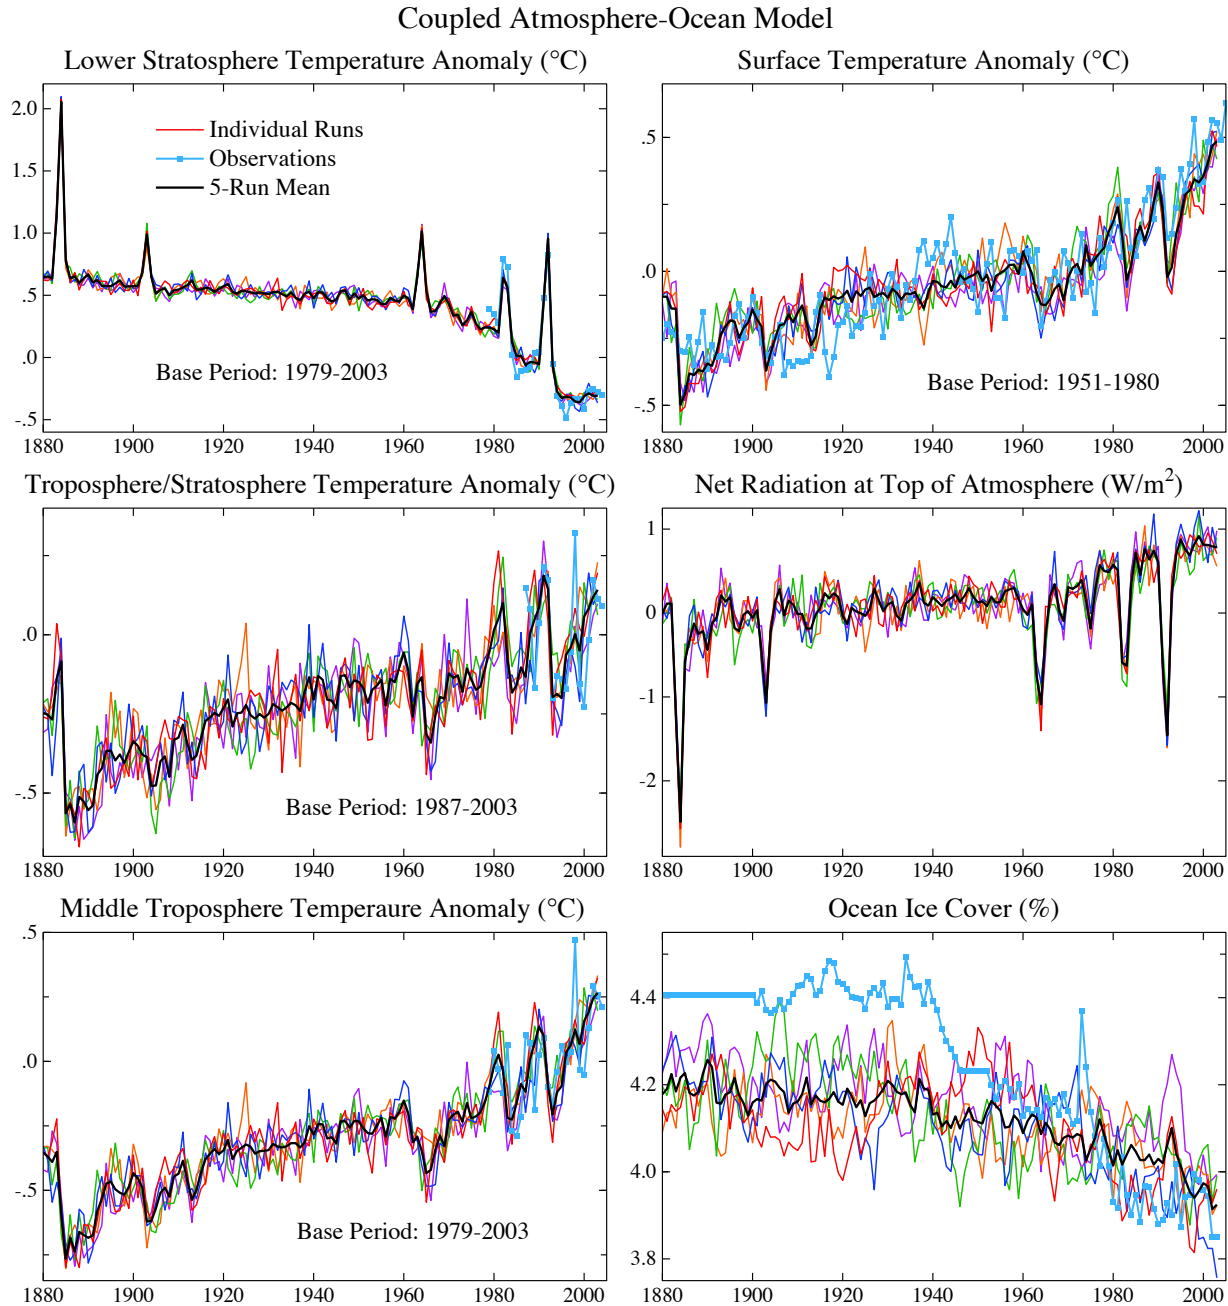 Coupled Atmosphere-Ocean Model
Lower Stratosphere Temperature Anomaly (°C)
2.0
1.5
1.0
.5
.0
-.5
Individual Runs
Observations
5-Run Mean
Base Period: 1979-2003
1880 1900 1920 1940 1960 1980 2000
Surface Temperature Anomaly (°C)
.5
.0
-.5
Base Period: 1951-1980
1880 1900 1920 1940 1960 1980 2000
Troposphere/Stratosphere Temperature Anomaly (°C)
.0
-.5
Base Period: 1987-2003
1880 1900 1920 1940 1960 1980 2000
Net Radiation at Top of Atmosphere (W/m²)
1
0
-1
-2
1880 1900 1920 1940 1960 1980 2000
Middle Troposphere Temperaure Anomaly (°C)
.5
.0
-.5
Base Period: 1979-2003
1880 1900 1920 1940 1960 1980 2000
Ocean Ice Cover (%)
4.4
4.2
4.0
3.8
1880 1900 1920 1940 1960 1980 2000